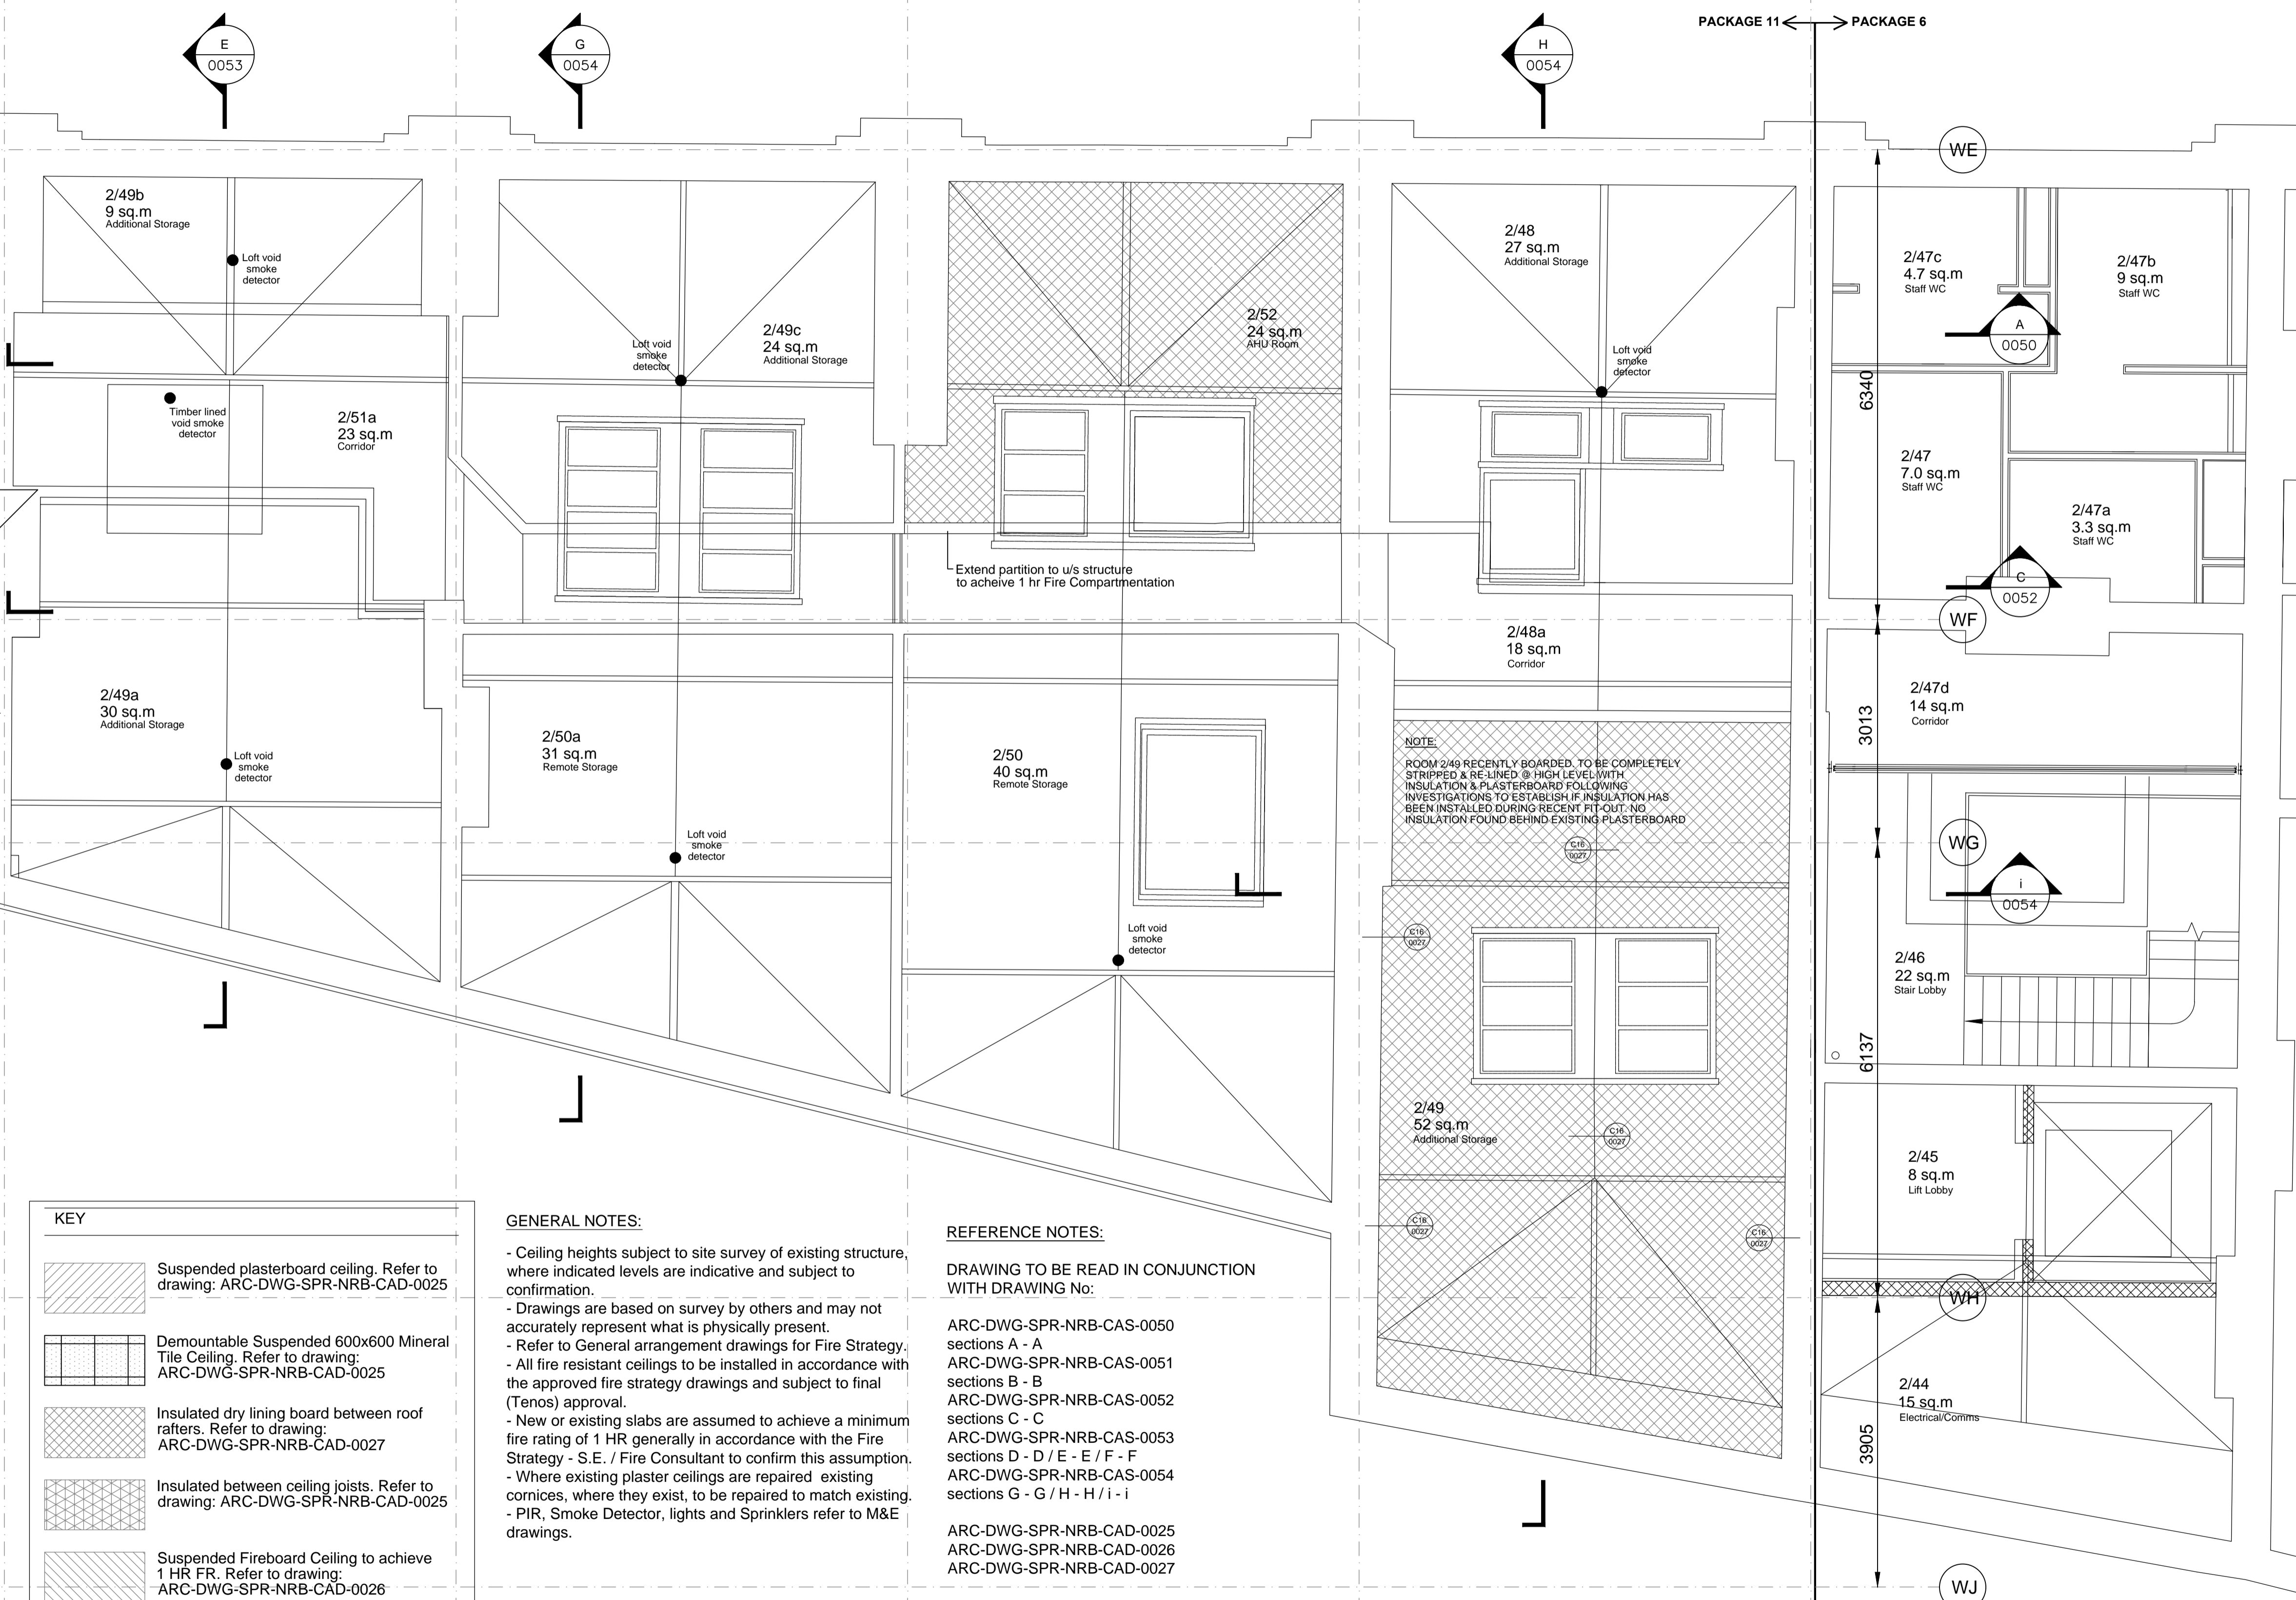 PACKAGE 11
PACKAGE 6
E
0053
G
0054
H
0054
WE
2/49b
9 sq.m
Additional Storage
Loft void
smoke
detector
2/49c
24 sq.m
Additional Storage
Loft void
smoke
detector
2/52
24 sq.m
AHU Room
2/48
27 sq.m
Additional Storage
Loft void
smoke
detector
2/47c
4.7 sq.m
Staff WC
2/47b
9 sq.m
Staff WC
A
0050
6340
Timber lined
void smoke
detector
2/51a
23 sq.m
Corridor
2/47
7.0 sq.m
Staff WC
2/47a
3.3 sq.m
Staff WC
Extend partition to u/s structure
to acheive 1 hr Fire Compartmentation
C
0052
WF
2/48a
18 sq.m
Corridor
2/49a
30 sq.m
Additional Storage
Loft void
smoke
detector
2/50a
31 sq.m
Remote Storage
Loft void
smoke
detector
2/50
40 sq.m
Remote Storage
Loft void
smoke
detector
2/47d
14 sq.m
Corridor
3013
NOTE:
ROOM 2/49 RECENTLY BOARDED. TO BE COMPLETELY
STRIPPED & RE-LINED @ HIGH LEVEL WITH
INSULATION & PLASTERBOARD FOLLOWING
INVESTIGATIONS TO ESTABLISH IF INSULATION HAS
BEEN INSTALLED DURING RECENT FIT-OUT. NO
INSULATION FOUND BEHIND EXISTING PLASTERBOARD
C16
0027
WG
i
0054
C16
0027
2/46
22 sq.m
Stair Lobby
6137
2/49
52 sq.m
Additional Storage
C16
0027
2/45
8 sq.m
Lift Lobby
C16
0027
C16
0027
WH
2/44
15 sq.m
Electrical/Comms
3905
WJ
KEY
Suspended plasterboard ceiling. Refer to
drawing: ARC-DWG-SPR-NRB-CAD-0025
Demountable Suspended 600x600 Mineral
Tile Ceiling. Refer to drawing:
ARC-DWG-SPR-NRB-CAD-0025
Insulated dry lining board between roof
rafters. Refer to drawing:
ARC-DWG-SPR-NRB-CAD-0027
Insulated between ceiling joists. Refer to
drawing: ARC-DWG-SPR-NRB-CAD-0025
Suspended Fireboard Ceiling to achieve
1 HR FR. Refer to drawing:
ARC-DWG-SPR-NRB-CAD-0026
GENERAL NOTES:
- Ceiling heights subject to site survey of existing structure,
where indicated levels are indicative and subject to
confirmation.
- Drawings are based on survey by others and may not
accurately represent what is physically present.
- Refer to General arrangement drawings for Fire Strategy.
- All fire resistant ceilings to be installed in accordance with
the approved fire strategy drawings and subject to final
(Tenos) approval.
- New or existing slabs are assumed to achieve a minimum
fire rating of 1 HR generally in accordance with the Fire
Strategy - S.E. / Fire Consultant to confirm this assumption.
- Where existing plaster ceilings are repaired existing
cornices, where they exist, to be repaired to match existing.
- PIR, Smoke Detector, lights and Sprinklers refer to M&E
drawings.
REFERENCE NOTES:
DRAWING TO BE READ IN CONJUNCTION
WITH DRAWING No:
ARC-DWG-SPR-NRB-CAS-0050
sections A - A
ARC-DWG-SPR-NRB-CAS-0051
sections B - B
ARC-DWG-SPR-NRB-CAS-0052
sections C - C
ARC-DWG-SPR-NRB-CAS-0053
sections D - D / E - E / F - F
ARC-DWG-SPR-NRB-CAS-0054
sections G - G / H - H / i - i
ARC-DWG-SPR-NRB-CAD-0025
ARC-DWG-SPR-NRB-CAD-0026
ARC-DWG-SPR-NRB-CAD-0027